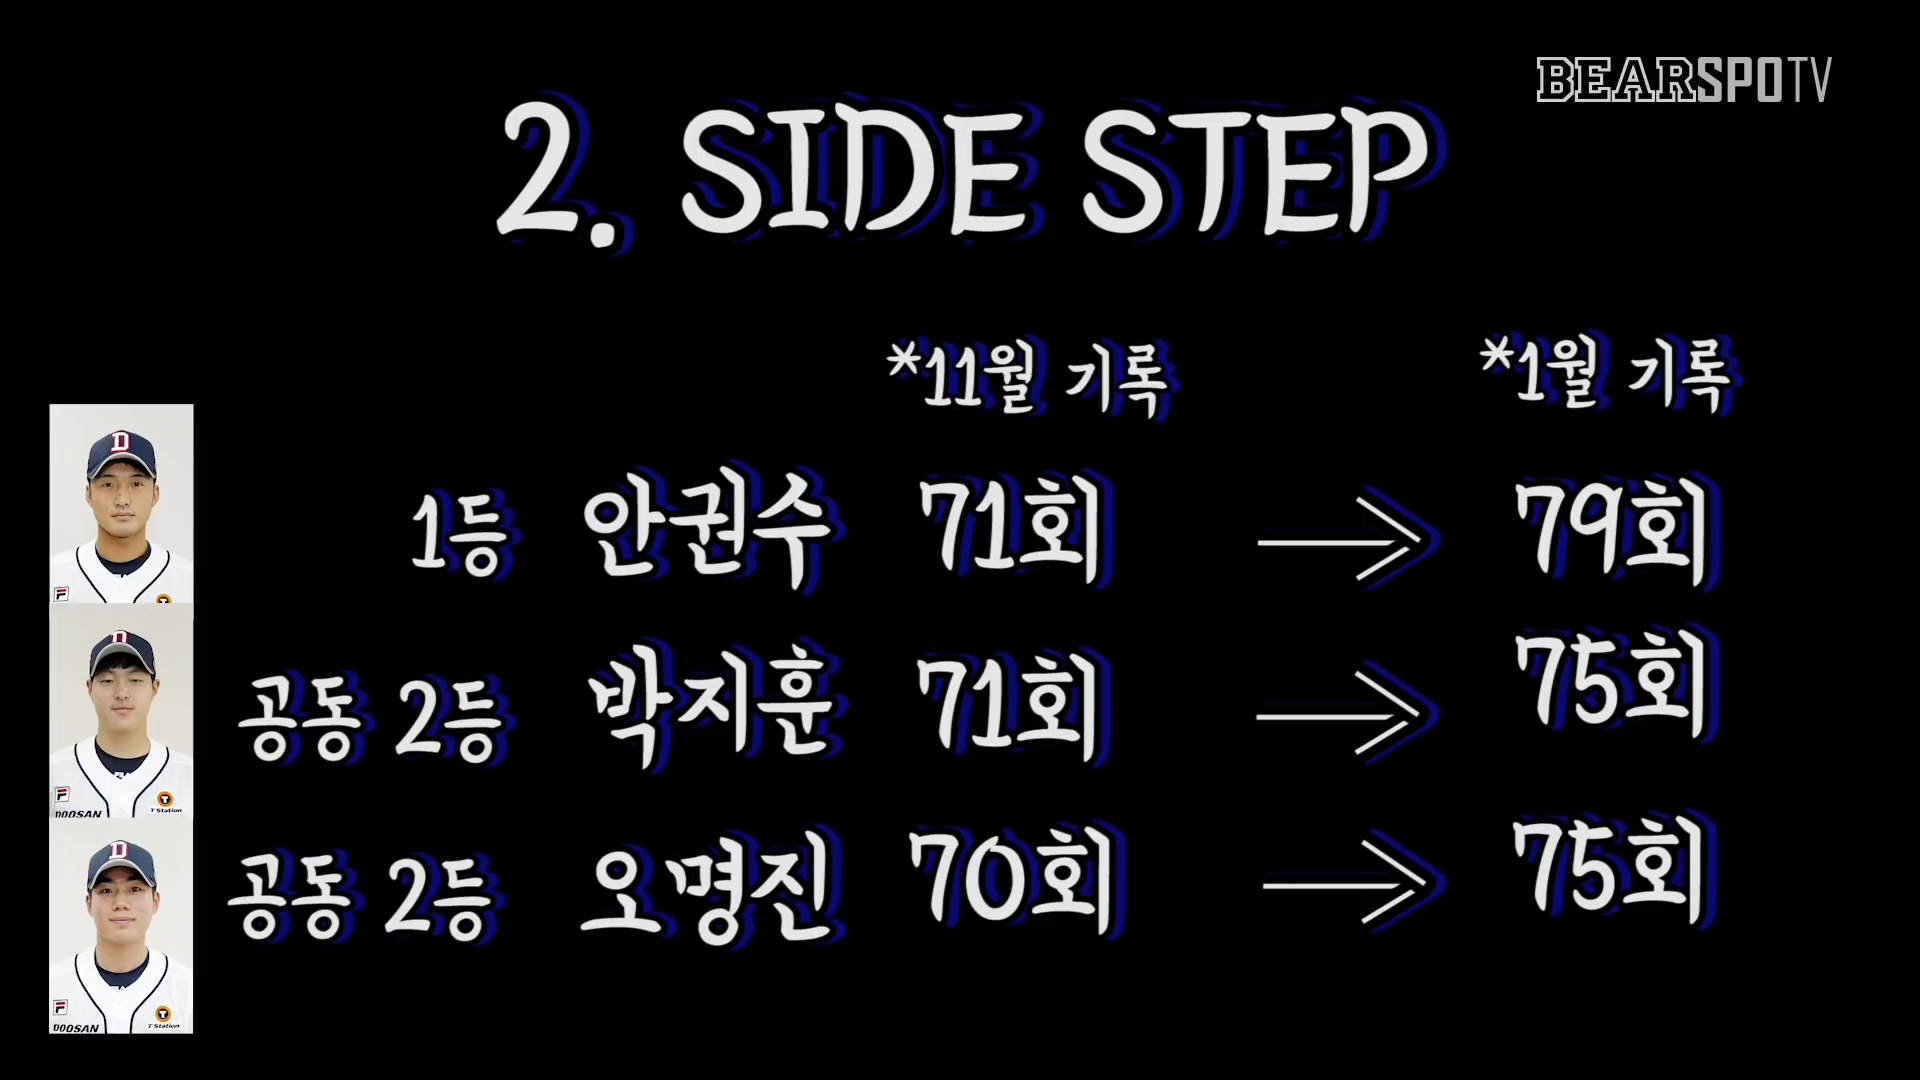 BEARSPOTV
2. SIDE STEP
*11월 기록 *1월 기록
1등 안권수 71회 → 79회
공동 2등 박지훈 71회 → 75회
DOOSAN T'Station
공동 2등 오명진 70회 → 75회
DOOSAN T'Station